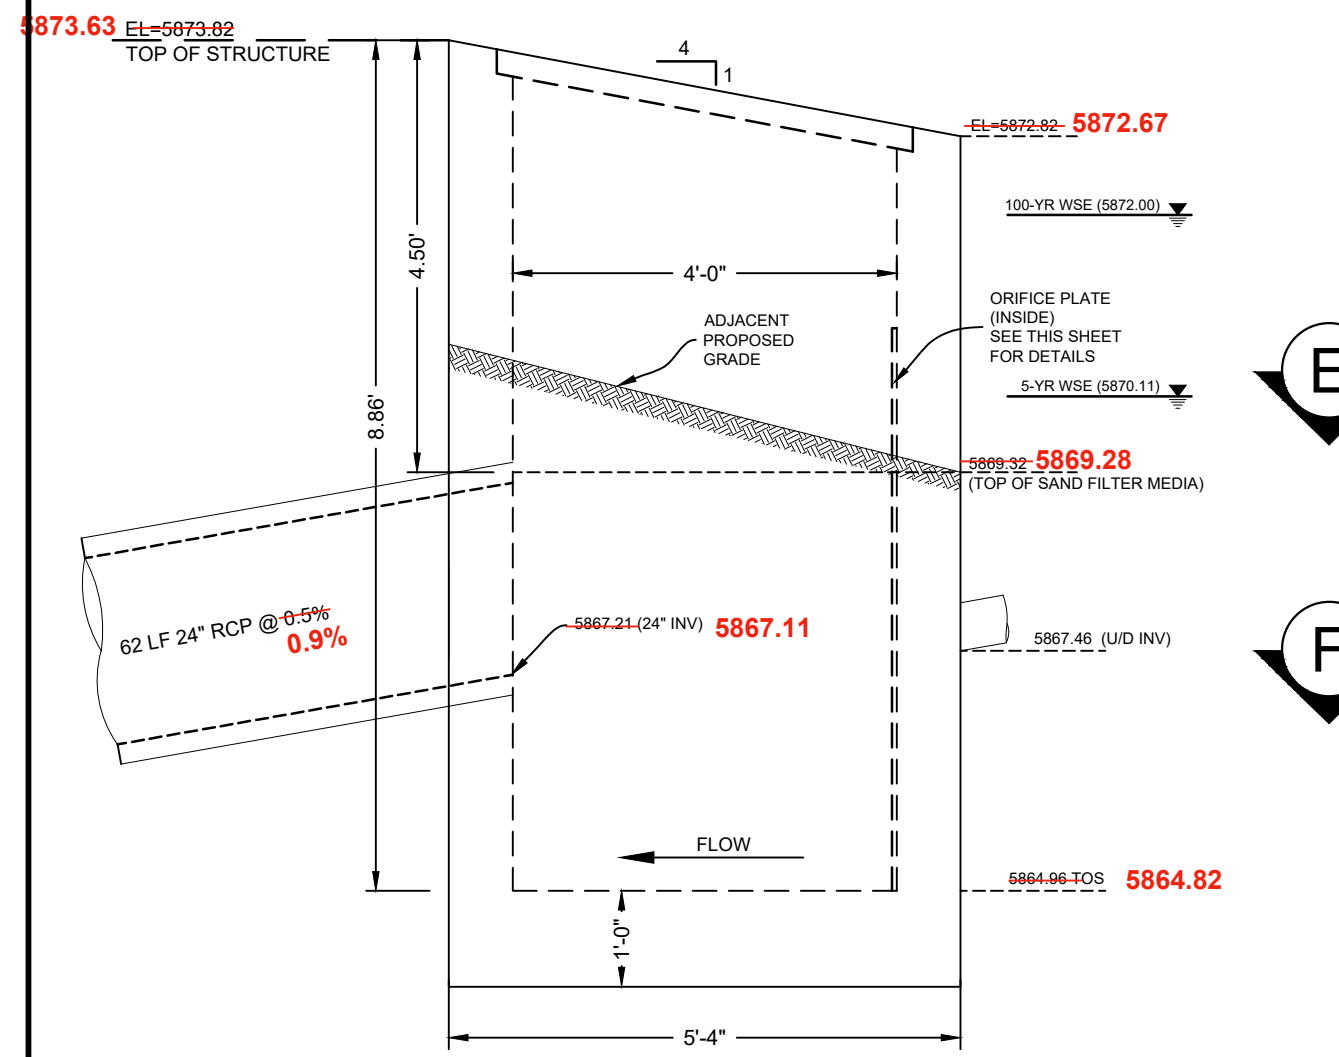 5873.63 EL=5873.82
TOP OF STRUCTURE
4
1
EL=5872.82 5872.67
100-YR WSE (5872.00)
4.50'
4'-0"
ORIFICE PLATE
(INSIDE)
SEE THIS SHEET
FOR DETAILS
ADJACENT
PROPOSED
GRADE
E
5-YR WSE (5870.11)
8.86'
5869.32 5869.28
(TOP OF SAND FILTER MEDIA)
62 LF 24" RCP @ 0.5%
0.9%
5867.21 (24" INV) 5867.11
5867.46 (U/D INV)
F
FLOW
5864.96 TOS 5864.82
1'-0"
5'-4"